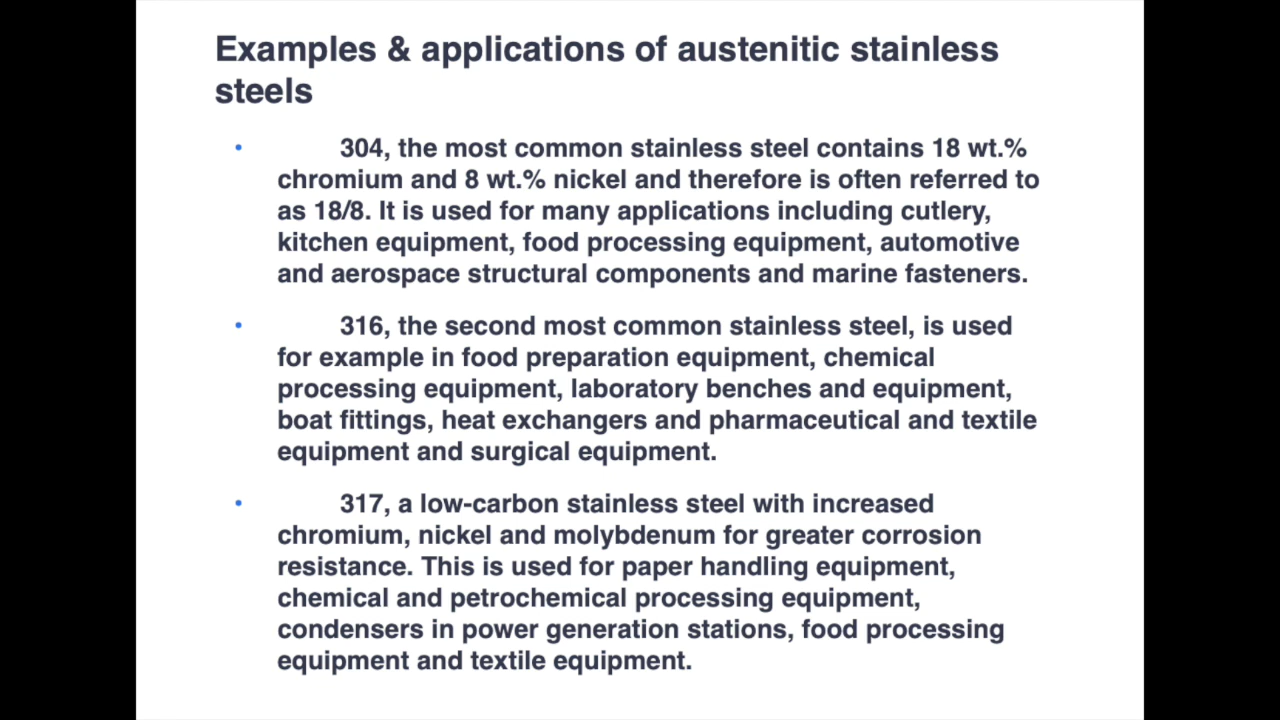 Examples & applications of austenitic stainless
steels
• 304, the most common stainless steel contains 18 wt.%
chromium and 8 wt.% nickel and therefore is often referred to
as 18/8. It is used for many applications including cutlery,
kitchen equipment, food processing equipment, automotive
and aerospace structural components and marine fasteners.
• 316, the second most common stainless steel, is used
for example in food preparation equipment, chemical
processing equipment, laboratory benches and equipment,
boat fittings, heat exchangers and pharmaceutical and textile
equipment and surgical equipment.
• 317, a low-carbon stainless steel with increased
chromium, nickel and molybdenum for greater corrosion
resistance. This is used for paper handling equipment,
chemical and petrochemical processing equipment,
condensers in power generation stations, food processing
equipment and textile equipment.